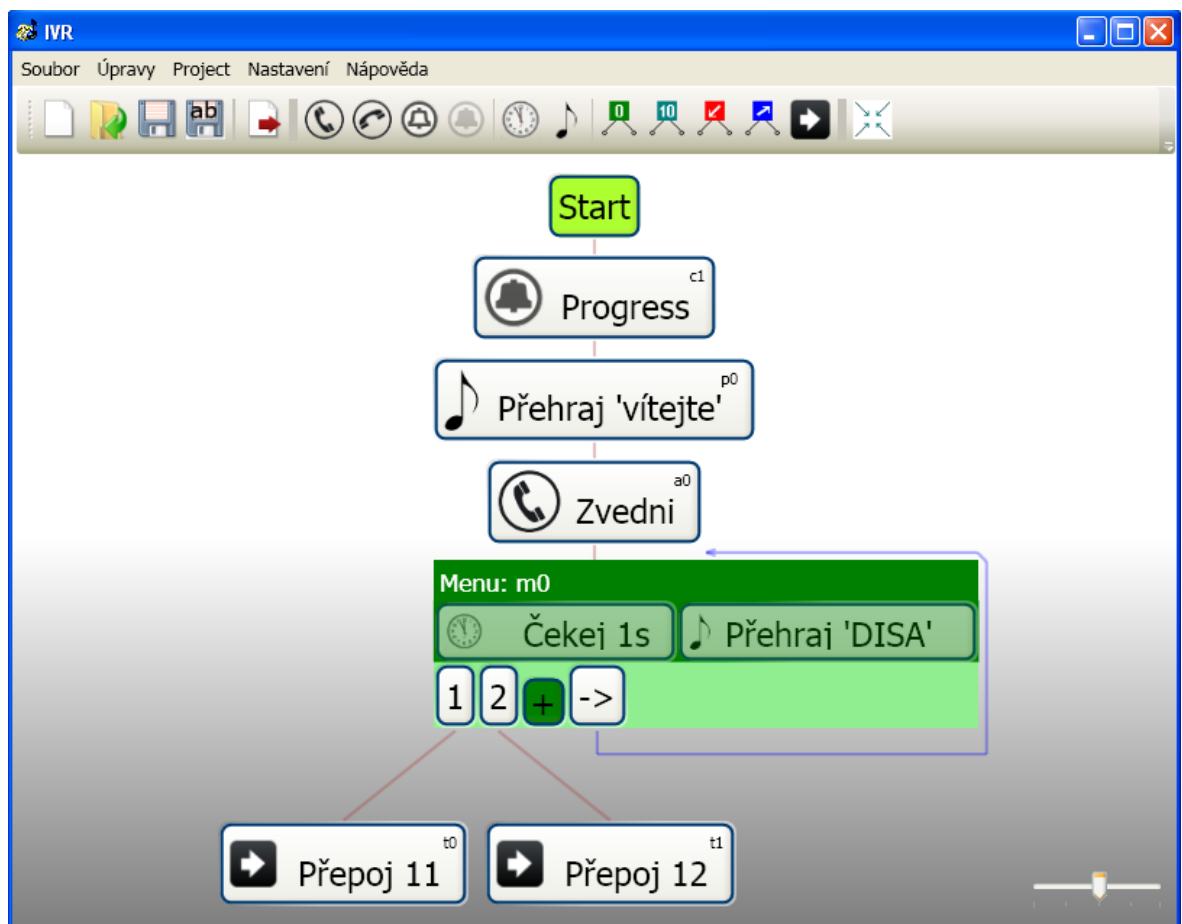 IVR
Soubor Úpravy Project Nastavení Nápověda
ab 0 10
Start
c1
Progress
p0
Přehraj 'vítejte'
a0
Zvedni
Menu: m0
Čekej 1s Přehraj 'DISA'
1 2 + ->
t0 t1
Přepoj 11 Přepoj 12